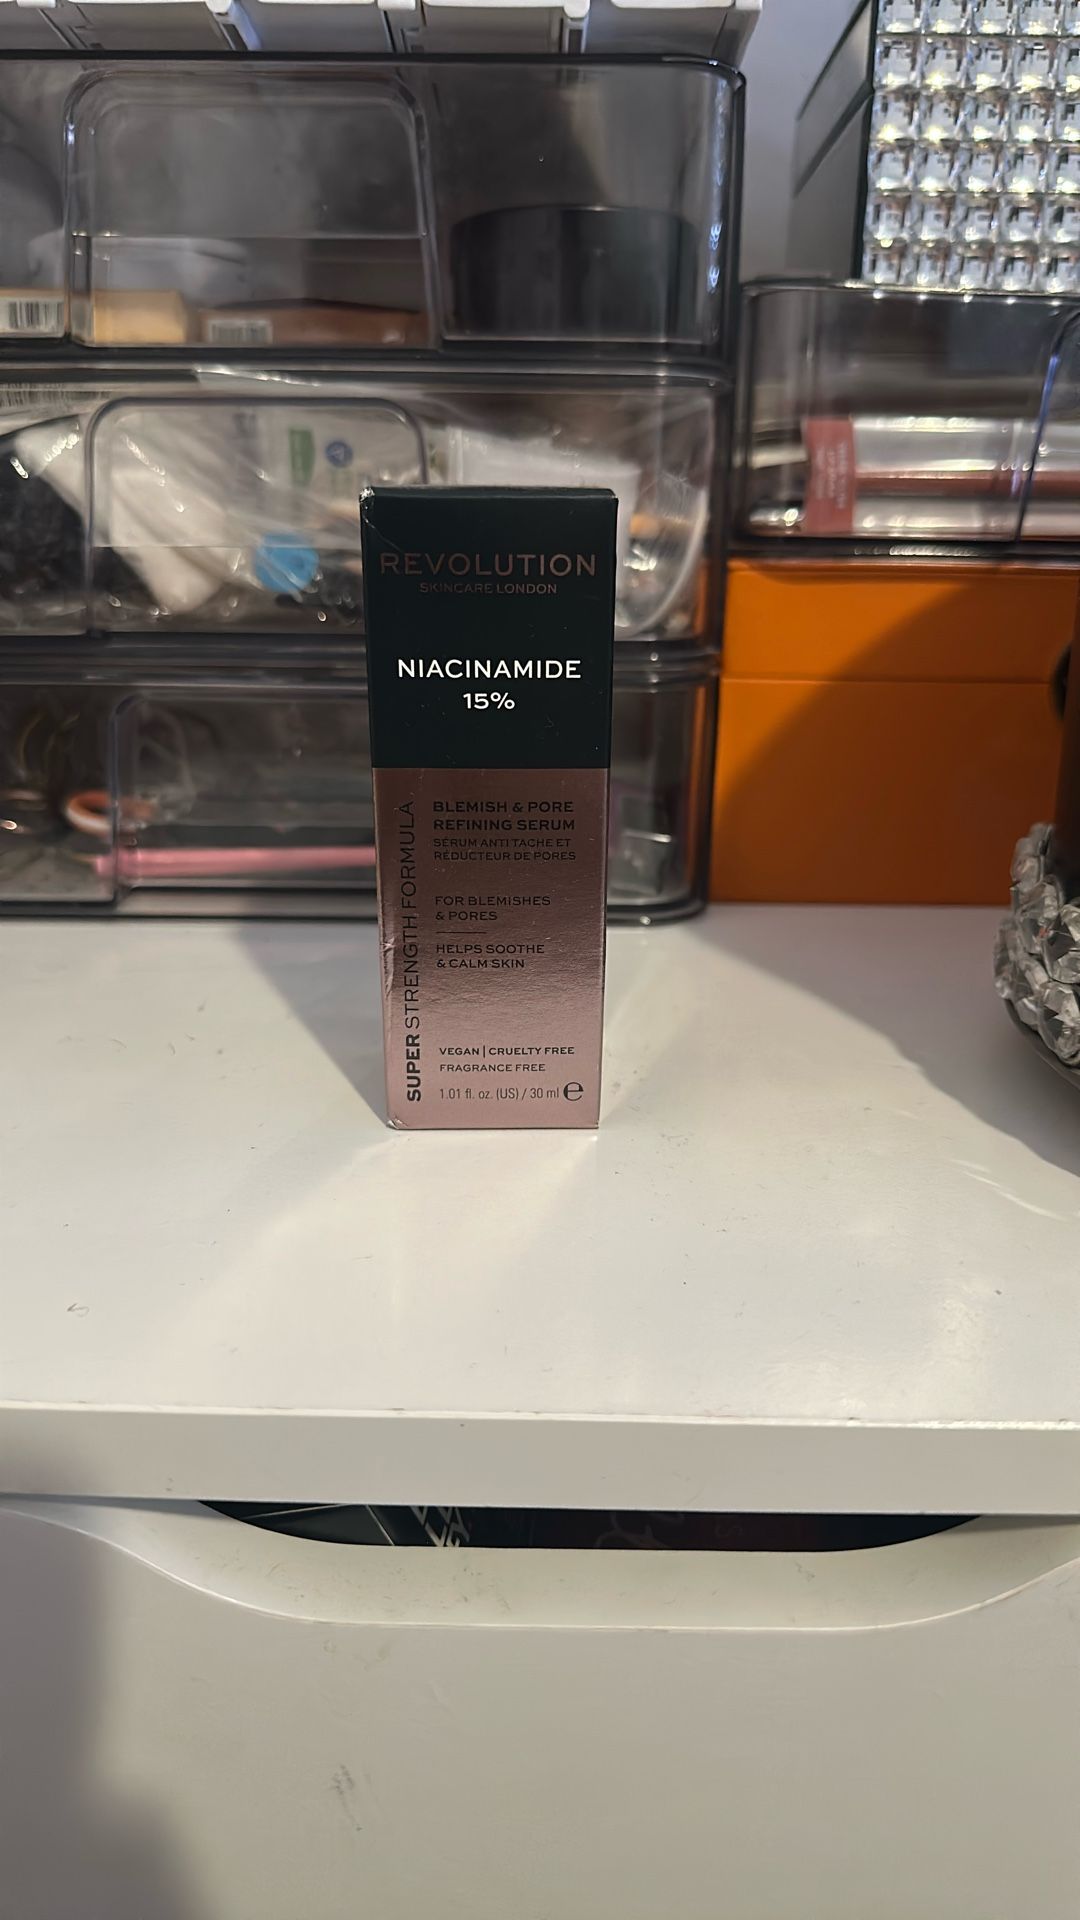 REVOLUTION
SKINCARE LONDON
NIACINAMIDE
15%
SUPER STRENGTH FORMULA
BLEMISH & PORE
REFINING SERUM
SÉRUM ANTI TACHE ET
RÉDUCTEUR DE PORES
FOR BLEMISHES
& PORES
HELPS SOOTHE
& CALM SKIN
VEGAN | CRUELTY FREE
FRAGRANCE FREE
1.01 fl. oz. (US) / 30 ml ℮